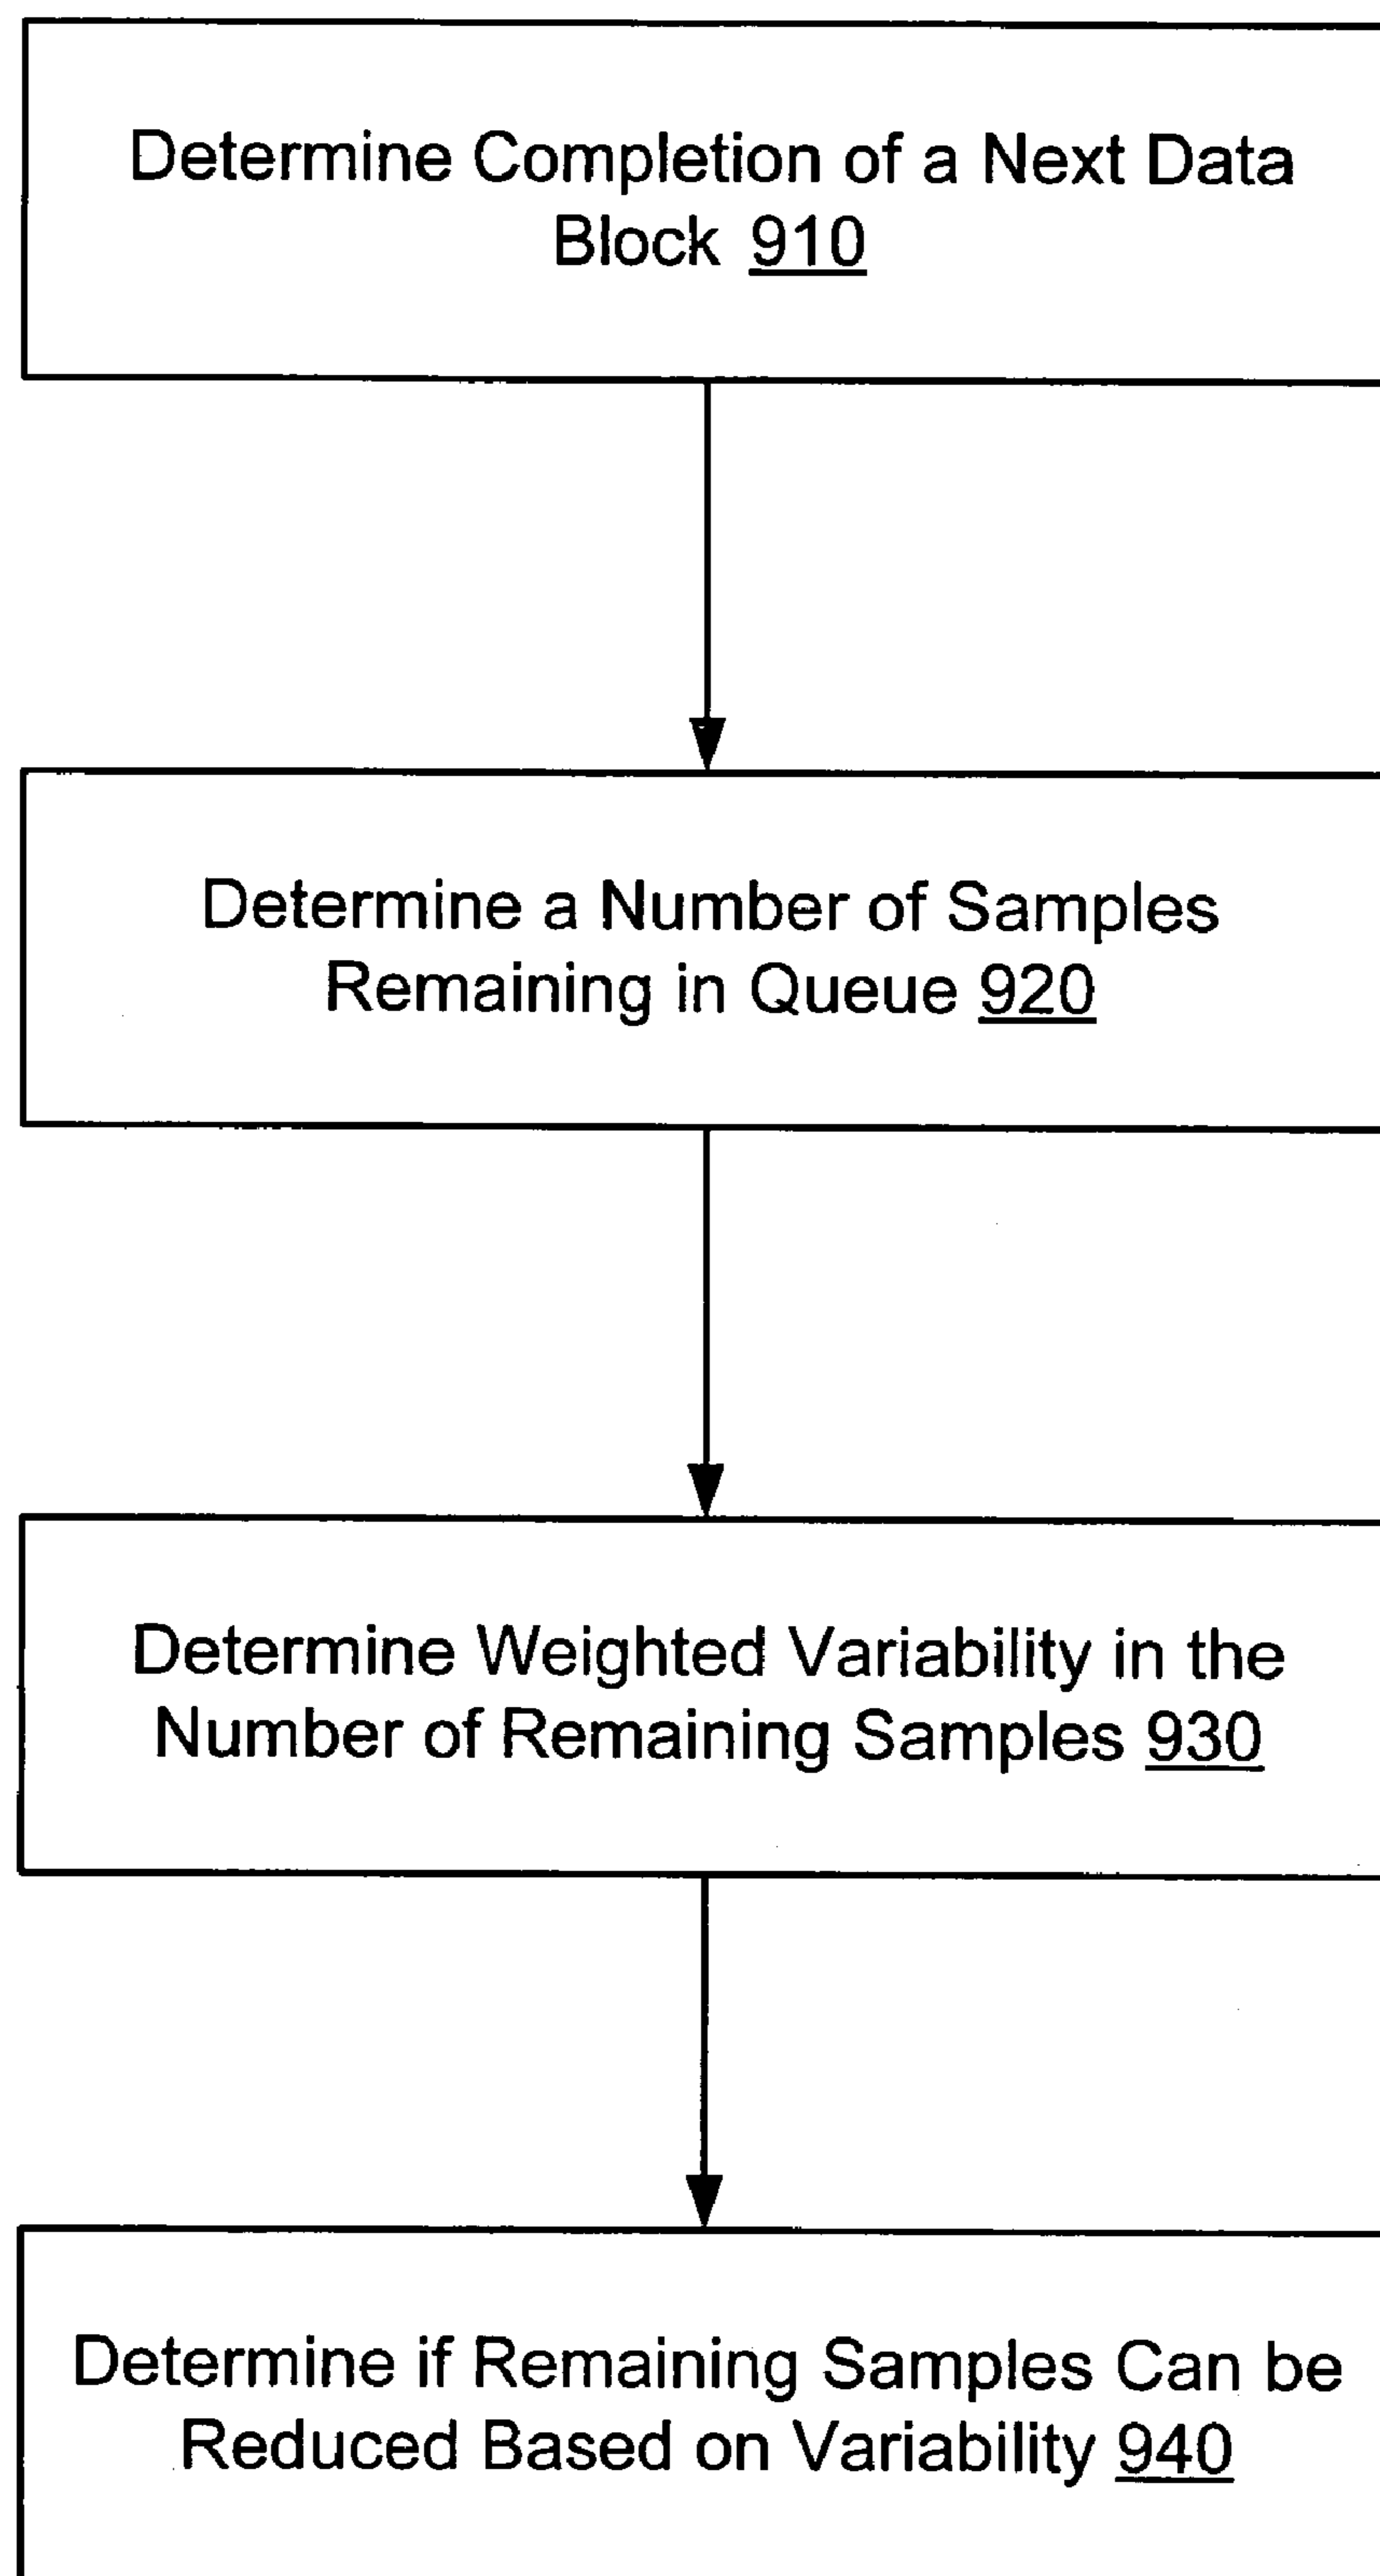 Determine Completion of a Next Data
Block 910
Determine a Number of Samples
Remaining in Queue 920
Determine Weighted Variability in the
Number of Remaining Samples 930
Determine if Remaining Samples Can be
Reduced Based on Variability 940